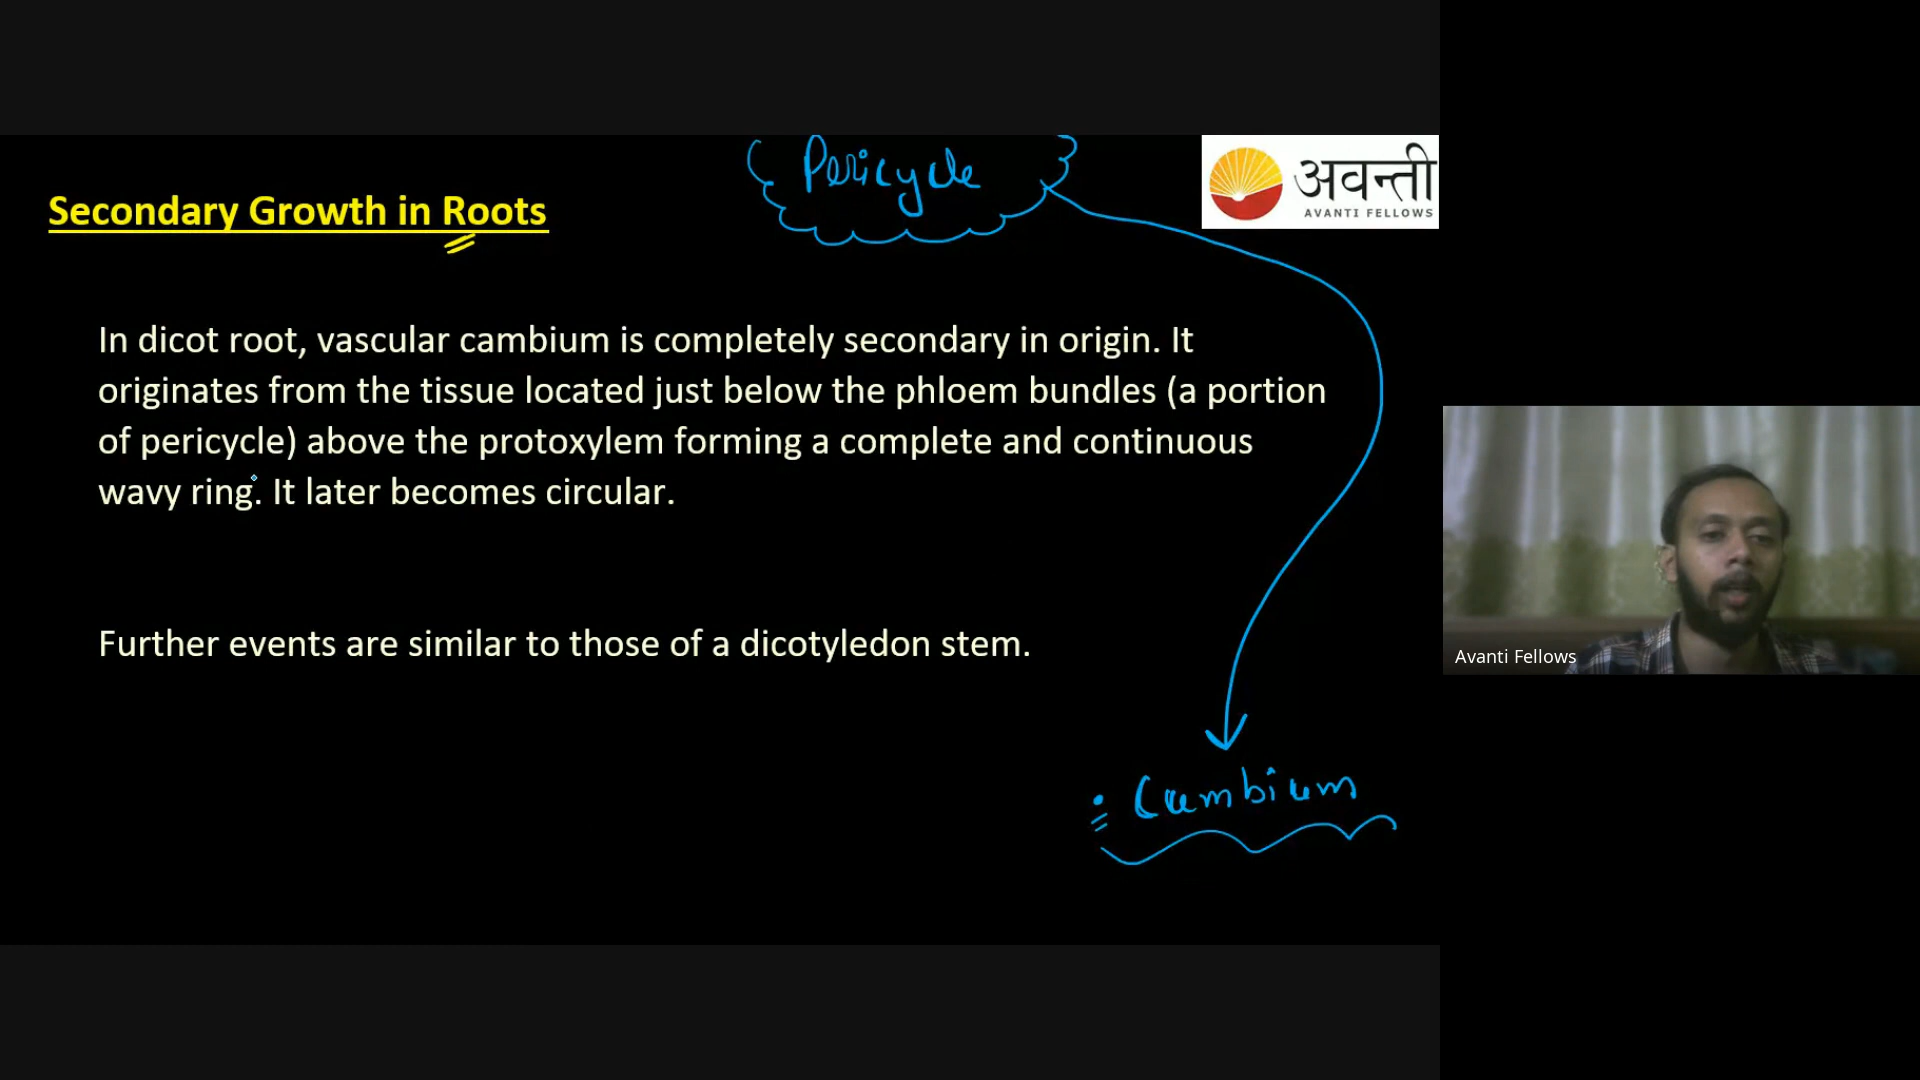 Pericycle
अवन्ती
AVANTI FELLOWS
Secondary Growth in Roots
In dicot root, vascular cambium is completely secondary in origin. It
originates from the tissue located just below the phloem bundles (a portion
of pericycle) above the protoxylem forming a complete and continuous
wavy ring. It later becomes circular.
Further events are similar to those of a dicotyledon stem.
Cambium
Avanti Fellows